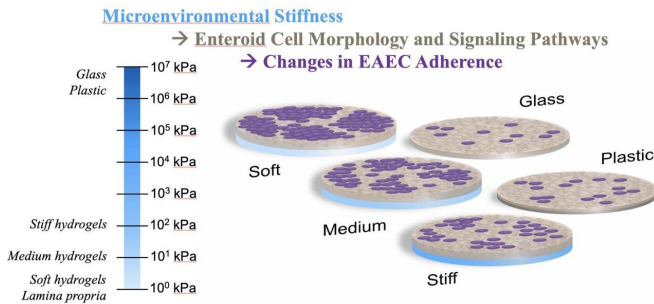 Microenvironmental Stiffness
→ Enteroid Cell Morphology and Signaling Pathways
→ Changes in EAEC Adherence
Glass
Plastic
10⁷ kPa
10⁶ kPa
10⁵ kPa
10⁴ kPa
10³ kPa
Stiff hydrogels
10² kPa
Medium hydrogels
10¹ kPa
Soft hydrogels
Lamina propria
10⁰ kPa
Glass
Soft
Plastic
Medium
Stiff